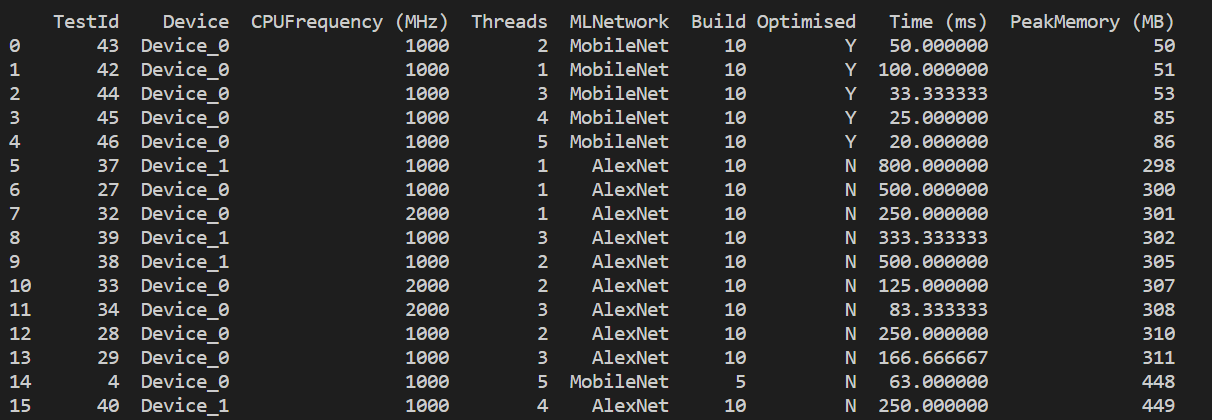 TestId Device CPUFrequency (MHz) Threads MLNetwork Build Optimised Time (ms) PeakMemory (MB)
0 43 Device_0 1000 2 MobileNet 10 Y 50.000000 50
1 42 Device_0 1000 1 MobileNet 10 Y 100.000000 51
2 44 Device_0 1000 3 MobileNet 10 Y 33.333333 53
3 45 Device_0 1000 4 MobileNet 10 Y 25.000000 85
4 46 Device_0 1000 5 MobileNet 10 Y 20.000000 86
5 37 Device_1 1000 1 AlexNet 10 N 800.000000 298
6 27 Device_0 1000 1 AlexNet 10 N 500.000000 300
7 32 Device_0 2000 1 AlexNet 10 N 250.000000 301
8 39 Device_1 1000 3 AlexNet 10 N 333.333333 302
9 38 Device_1 1000 2 AlexNet 10 N 500.000000 305
10 33 Device_0 2000 2 AlexNet 10 N 125.000000 307
11 34 Device_0 2000 3 AlexNet 10 N 83.333333 308
12 28 Device_0 1000 2 AlexNet 10 N 250.000000 310
13 29 Device_0 1000 3 AlexNet 10 N 166.666667 311
14 4 Device_0 1000 5 MobileNet 5 N 63.000000 448
15 40 Device_1 1000 4 AlexNet 10 N 250.000000 449